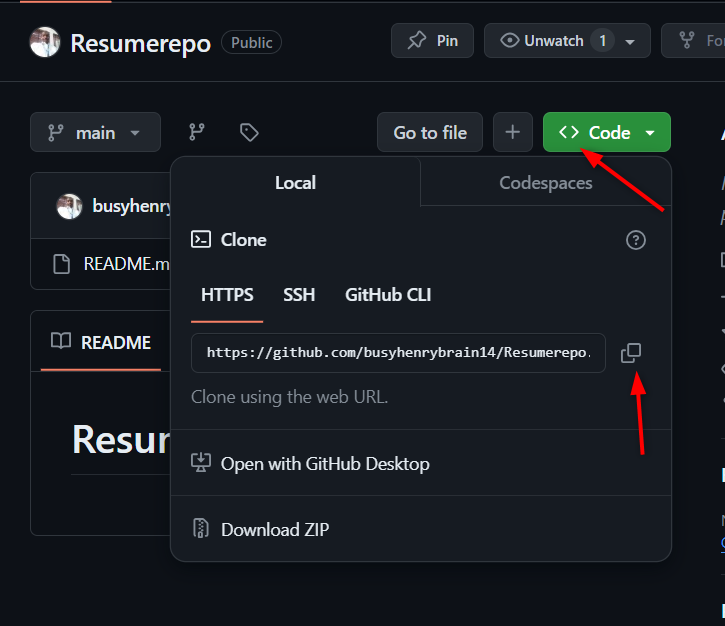 Resumerepo Public Pin Unwatch 1
main Go to file + Code
Local Codespaces
busyhenry
Clone
README.m
HTTPS SSH GitHub CLI
README
https://github.com/busyhenrybrain14/Resumerepo.
Clone using the web URL.
Resu
Open with GitHub Desktop
Download ZIP